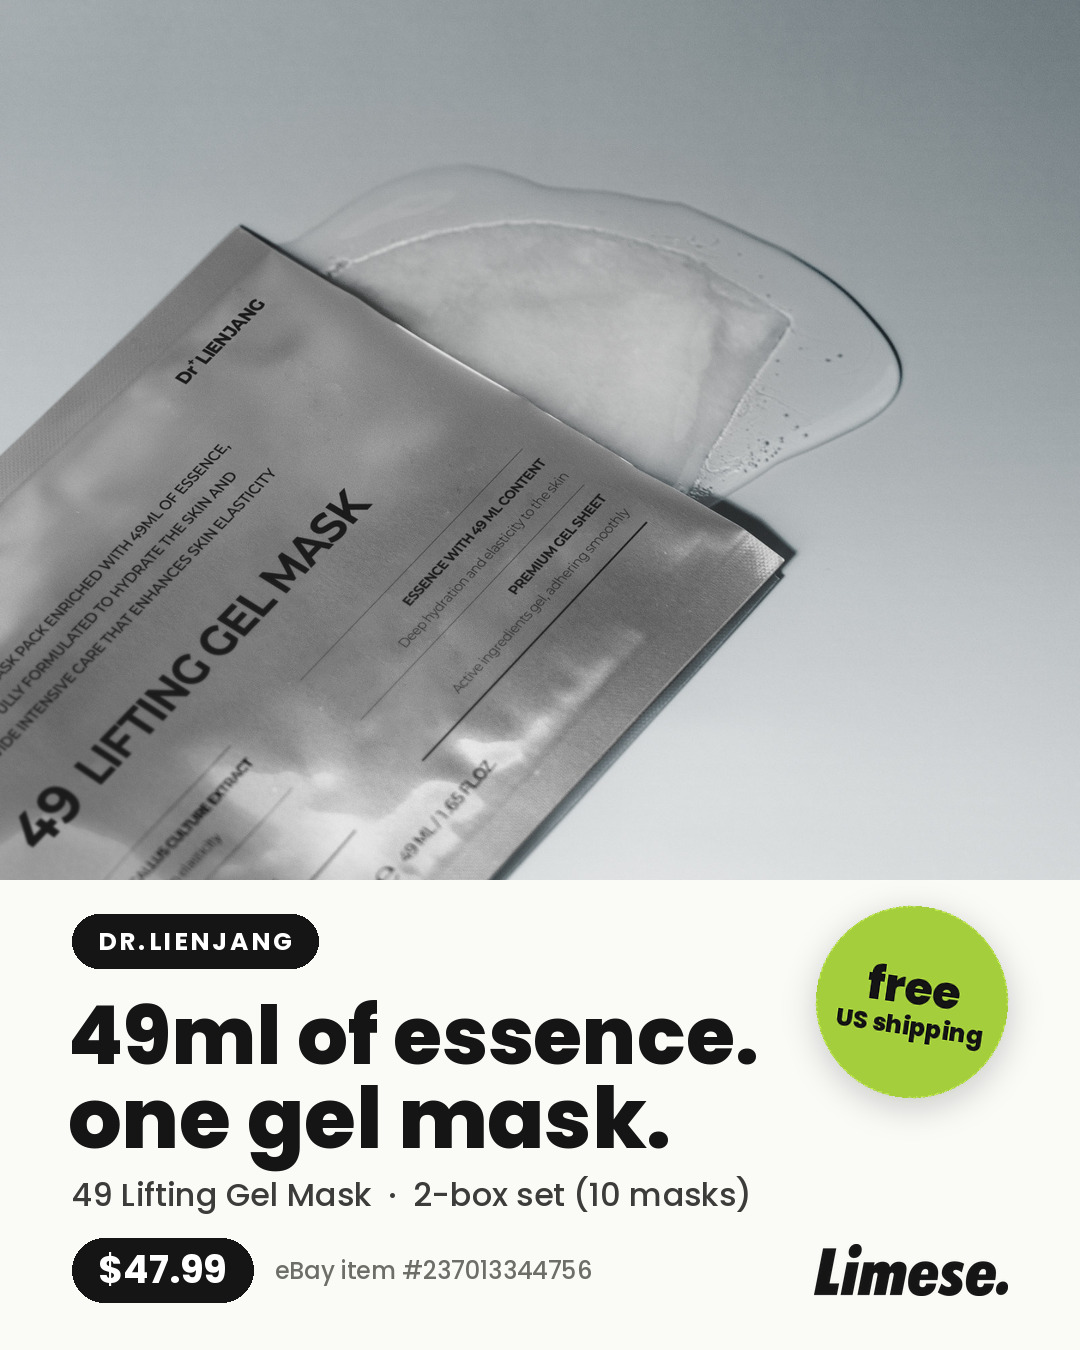 Dr+ LIENJANG
MASK PACK ENRICHED WITH 49ML OF ESSENCE,
FORMULATED TO HYDRATE THE SKIN AND
INTENSIVE CARE THAT ENHANCES SKIN ELASTICITY
49 LIFTING GEL MASK
ESSENCE WITH 49 ML CONTENT
Deep hydration and elasticity to the skin
PREMIUM GEL SHEET
Active ingredients gel, adhering smoothly
CULTURE EXTRACT
elasticity
49 ML / 1.65 FL.OZ
DR.LIENJANG
49ml of essence.
one gel mask.
49 Lifting Gel Mask · 2-box set (10 masks)
$47.99
eBay item #237013344756
free
US shipping
Limese.